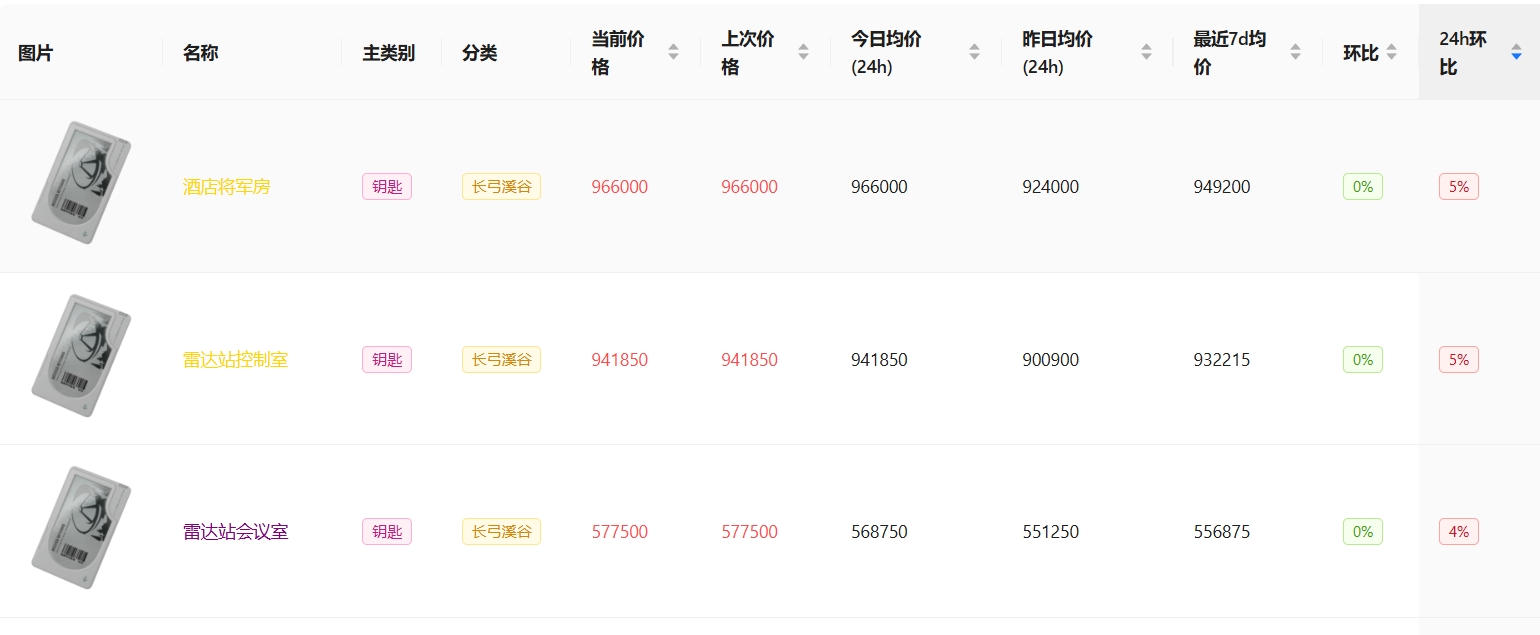 图片 名称 主类别 分类 当前价格 上次价格 今日均价(24h) 昨日均价(24h) 最近7d均价 环比 24h环比
酒店将军房 钥匙 长弓溪谷 966000 966000 966000 924000 949200 0% 5%
雷达站控制室 钥匙 长弓溪谷 941850 941850 941850 900900 932215 0% 5%
雷达站会议室 钥匙 长弓溪谷 577500 577500 568750 551250 556875 0% 4%